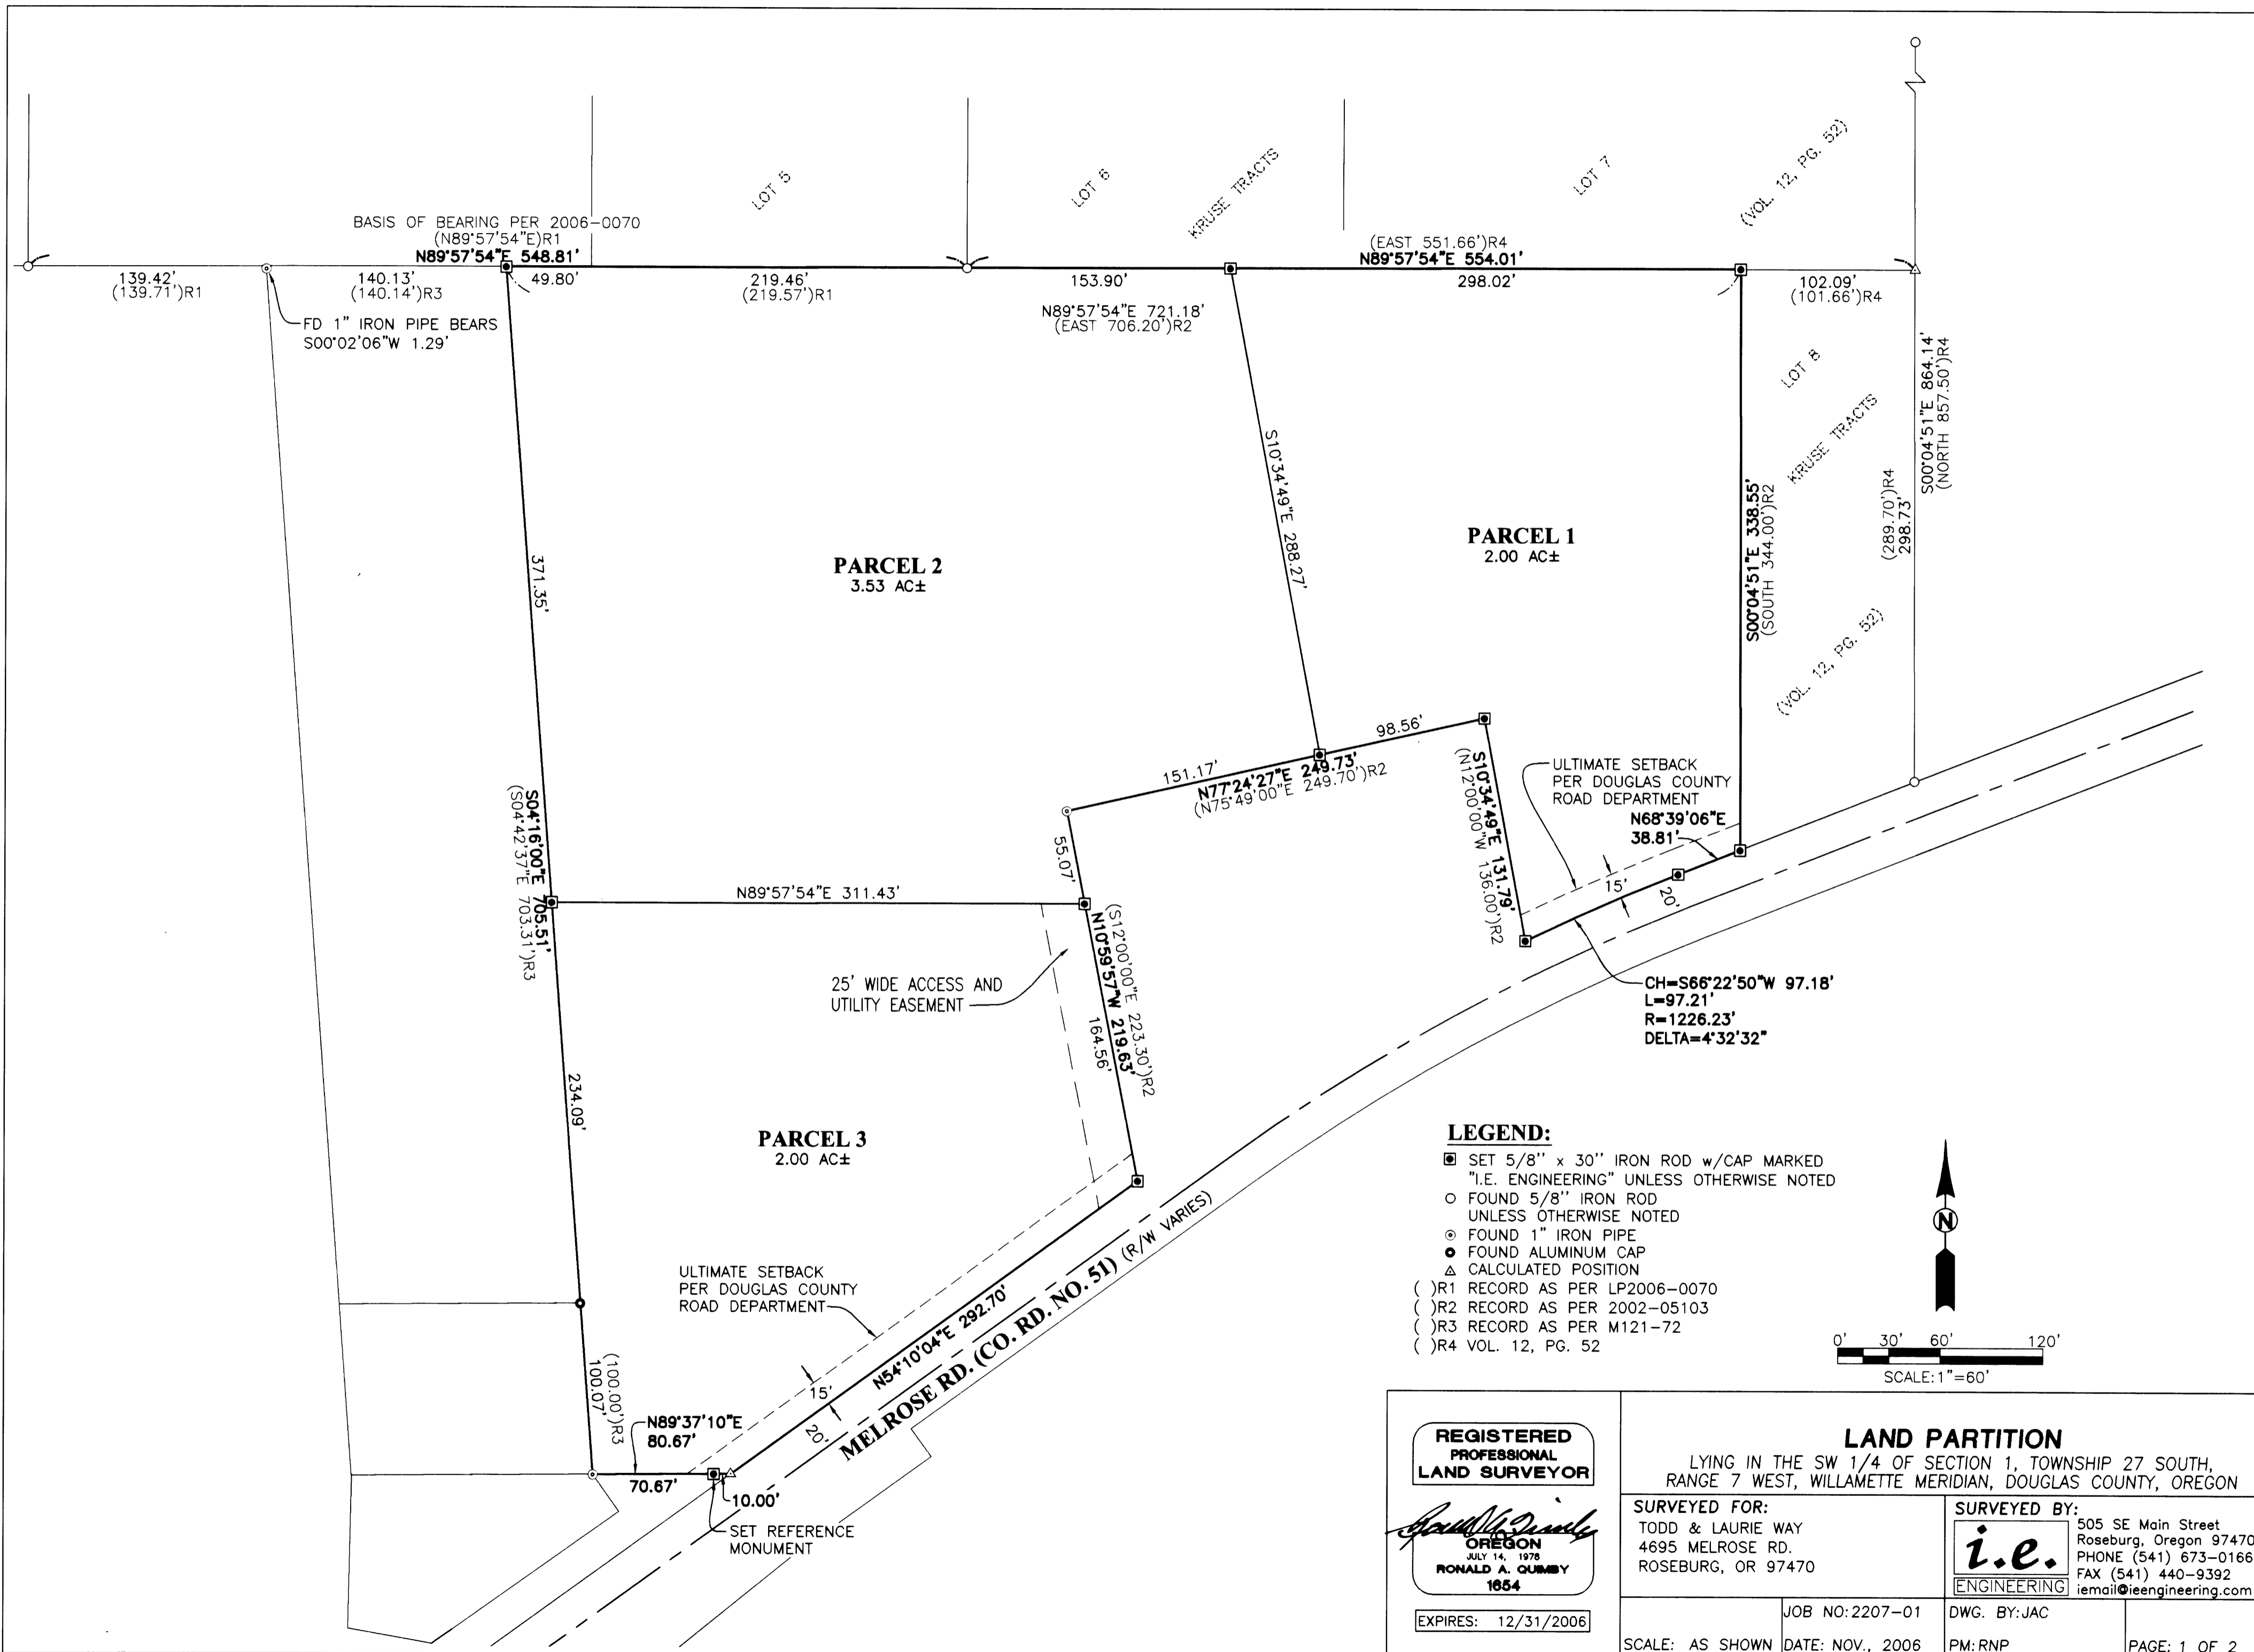 LOT 5
LOT 6
KRUSE TRACTS
LOT 7
(VOL. 12, PG. 52)
BASIS OF BEARING PER 2006-0070
(N89°57'54"E)R1
N89°57'54"E 548.81'
(EAST 551.66')R4
N89°57'54"E 554.01'
139.42'
(139.71')R1
140.13'
(140.14')R3
49.80'
219.46'
(219.57')R1
153.90'
298.02'
102.09'
(101.66')R4
N89°57'54"E 721.18'
(EAST 706.20')R2
FD 1" IRON PIPE BEARS
S00°02'06"W 1.29'
LOT 8
KRUSE TRACTS
(VOL. 12, PG. 52)
S00°04'51"E 864.14'
(NORTH 857.50')R4
(289.70')R4
298.73'
S00°04'51"E 338.55'
(SOUTH 344.00')R2
S10°34'49"E 288.27'
PARCEL 1
2.00 AC±
PARCEL 2
3.53 AC±
371.35'
S04°16'00"E 705.51'
(S04°42'37"E 703.31')R3
151.17'
98.56'
N77°24'27"E 249.73'
(N75°49'00"E 249.70')R2
S10°34'49"E 131.79'
(N12°00'00"W 136.00')R2
ULTIMATE SETBACK
PER DOUGLAS COUNTY
ROAD DEPARTMENT
N68°39'06"E
38.81'
15'
20'
55.07'
N89°57'54"E 311.43'
25' WIDE ACCESS AND
UTILITY EASEMENT
(S12°00'00"E 223.30')R2
N10°59'57"W 219.63'
164.56'
CH=S66°22'50"W 97.18'
L=97.21'
R=1226.23'
DELTA=4°32'32"
234.09'
PARCEL 3
2.00 AC±
ULTIMATE SETBACK
PER DOUGLAS COUNTY
ROAD DEPARTMENT
15'
20'
N54°10'04"E 292.70'
MELROSE RD. (CO. RD. NO. 51) (R/W VARIES)
(100.00')R3
100.07'
N89°37'10"E
80.67'
70.67'
10.00'
SET REFERENCE
MONUMENT
LEGEND:
SET 5/8'' x 30'' IRON ROD w/CAP MARKED
"I.E. ENGINEERING" UNLESS OTHERWISE NOTED
FOUND 5/8'' IRON ROD
UNLESS OTHERWISE NOTED
FOUND 1" IRON PIPE
FOUND ALUMINUM CAP
CALCULATED POSITION
( )R1 RECORD AS PER LP2006-0070
( )R2 RECORD AS PER 2002-05103
( )R3 RECORD AS PER M121-72
( )R4 VOL. 12, PG. 52
N
0' 30' 60' 120'
SCALE: 1"=60'
REGISTERED
PROFESSIONAL
LAND SURVEYOR
OREGON
JULY 14, 1978
RONALD A. QUIMBY
1654
EXPIRES: 12/31/2006
LAND PARTITION
LYING IN THE SW 1/4 OF SECTION 1, TOWNSHIP 27 SOUTH,
RANGE 7 WEST, WILLAMETTE MERIDIAN, DOUGLAS COUNTY, OREGON
SURVEYED FOR:
TODD & LAURIE WAY
4695 MELROSE RD.
ROSEBURG, OR 97470
SURVEYED BY:
i.e.
ENGINEERING
505 SE Main Street
Roseburg, Oregon 97470
PHONE (541) 673-0166
FAX (541) 440-9392
iemail@ieengineering.com
JOB NO: 2207-01
DWG. BY: JAC
SCALE: AS SHOWN
DATE: NOV., 2006
PM: RNP
PAGE: 1 OF 2